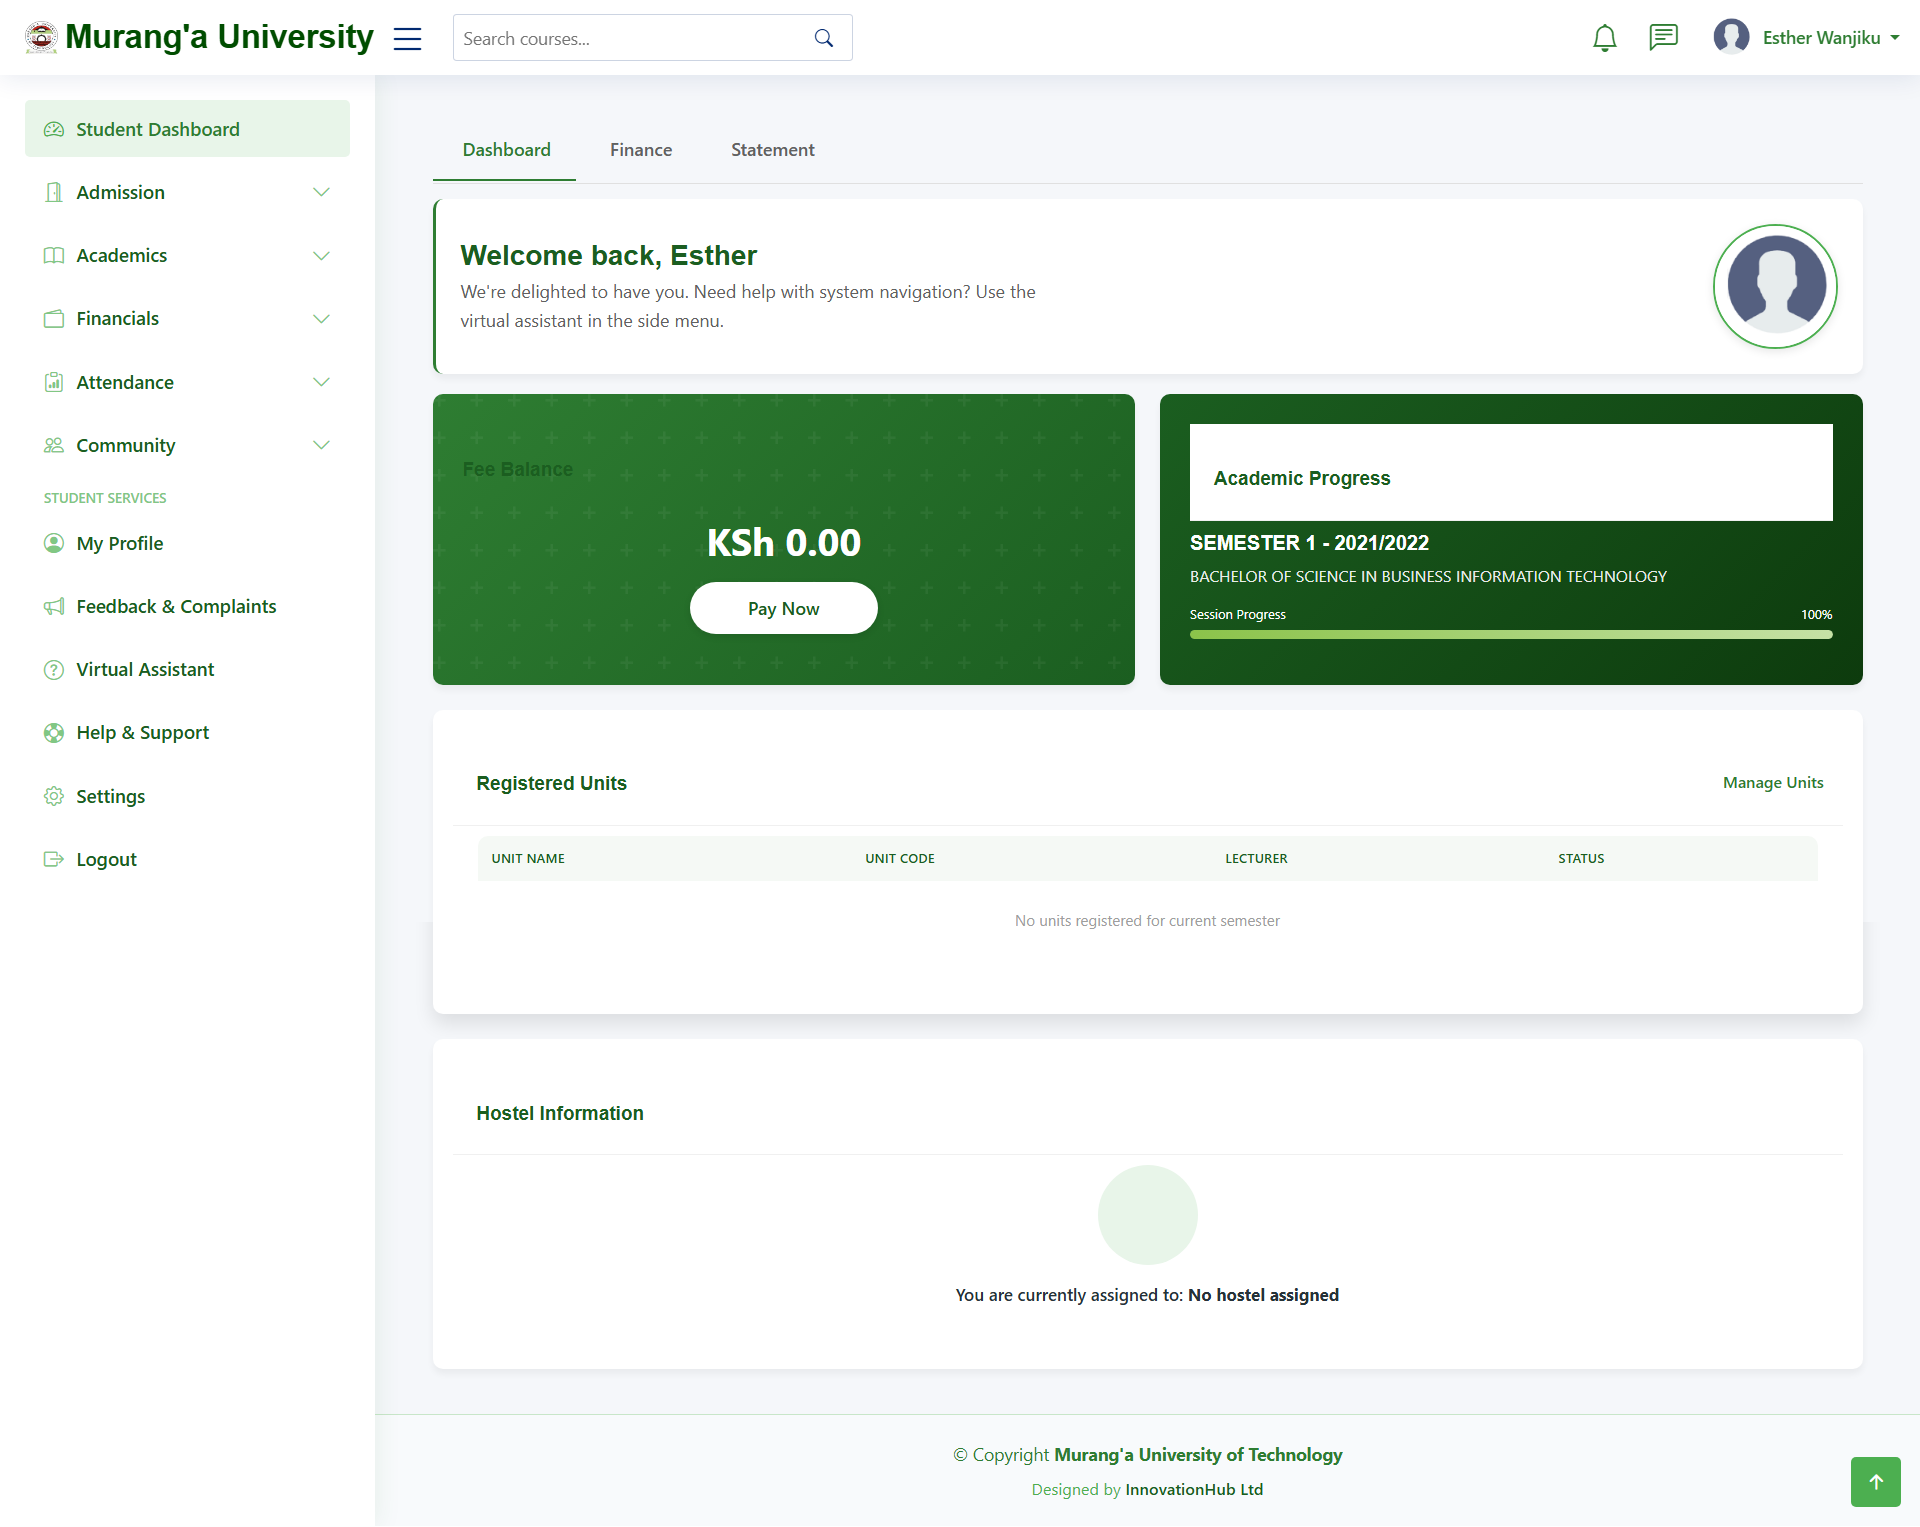 Murang'a University
Search courses...
Esther Wanjiku
Student Dashboard
Admission
Academics
Financials
Attendance
Community
STUDENT SERVICES
My Profile
Feedback & Complaints
Virtual Assistant
Help & Support
Settings
Logout
Dashboard
Finance
Statement
Welcome back, Esther
We're delighted to have you. Need help with system navigation? Use the
virtual assistant in the side menu.
Fee Balance
KSh 0.00
Pay Now
Academic Progress
SEMESTER 1 - 2021/2022
BACHELOR OF SCIENCE IN BUSINESS INFORMATION TECHNOLOGY
Session Progress 100%
Registered Units
Manage Units
UNIT NAME UNIT CODE LECTURER STATUS
No units registered for current semester
Hostel Information
You are currently assigned to: No hostel assigned
© Copyright Murang'a University of Technology
Designed by InnovationHub Ltd